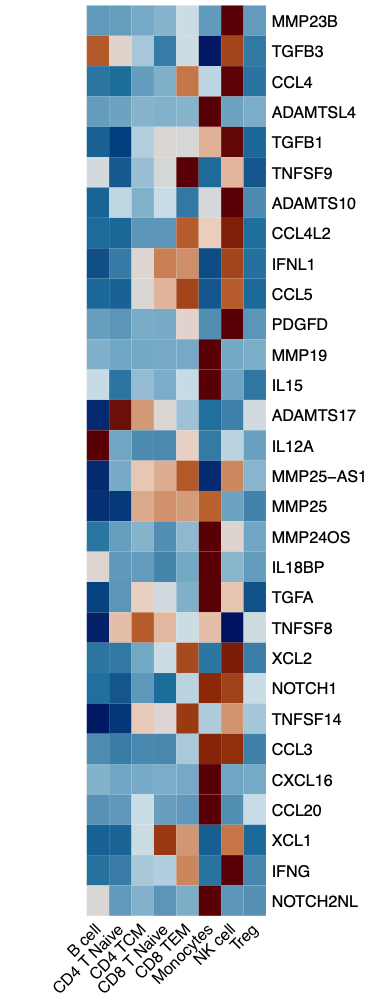 MMP23B
TGFB3
CCL4
ADAMTSL4
TGFB1
TNFSF9
ADAMTS10
CCL4L2
IFNL1
CCL5
PDGFD
MMP19
IL15
ADAMTS17
IL12A
MMP25−AS1
MMP25
MMP24OS
IL18BP
TGFA
TNFSF8
XCL2
NOTCH1
TNFSF14
CCL3
CXCL16
CCL20
XCL1
IFNG
NOTCH2NL
B cell
CD4 T Naive
CD4 TCM
CD8 T Naive
CD8 TEM
Monocytes
NK cell
Treg